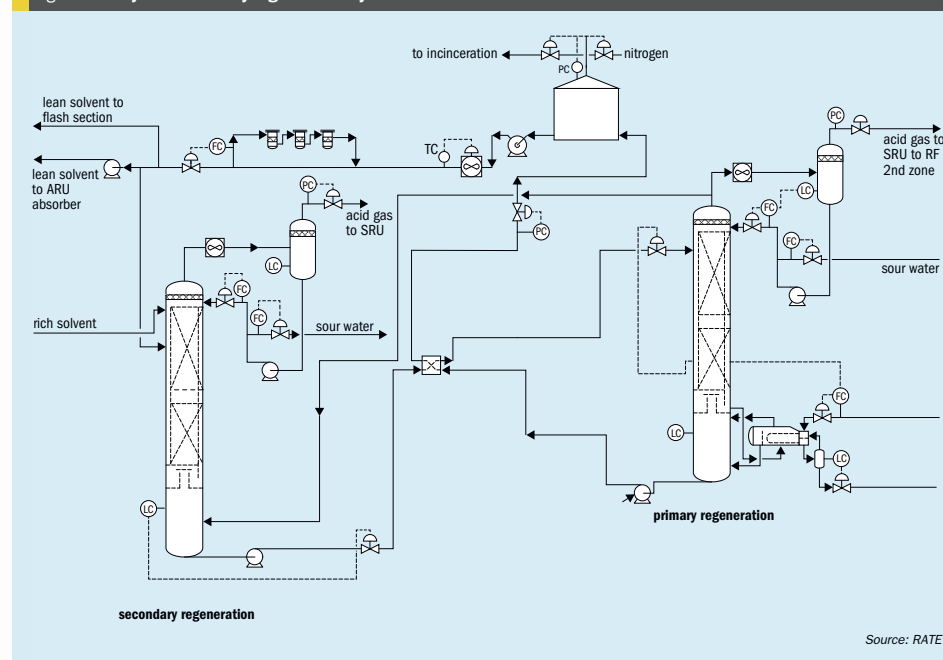 to incineration
nitrogen
PC
lean solvent to
flash section
FC
TC
lean solvent
to ARU
absorber
PC
acid gas
to SRU
LC
PC
PC
acid gas to
SRU to RF
2nd zone
LC
FC
FC
sour water
FC
FC
rich solvent
sour water
FC
LC
LC
LC
primary regeneration
secondary regeneration
Source: RATE